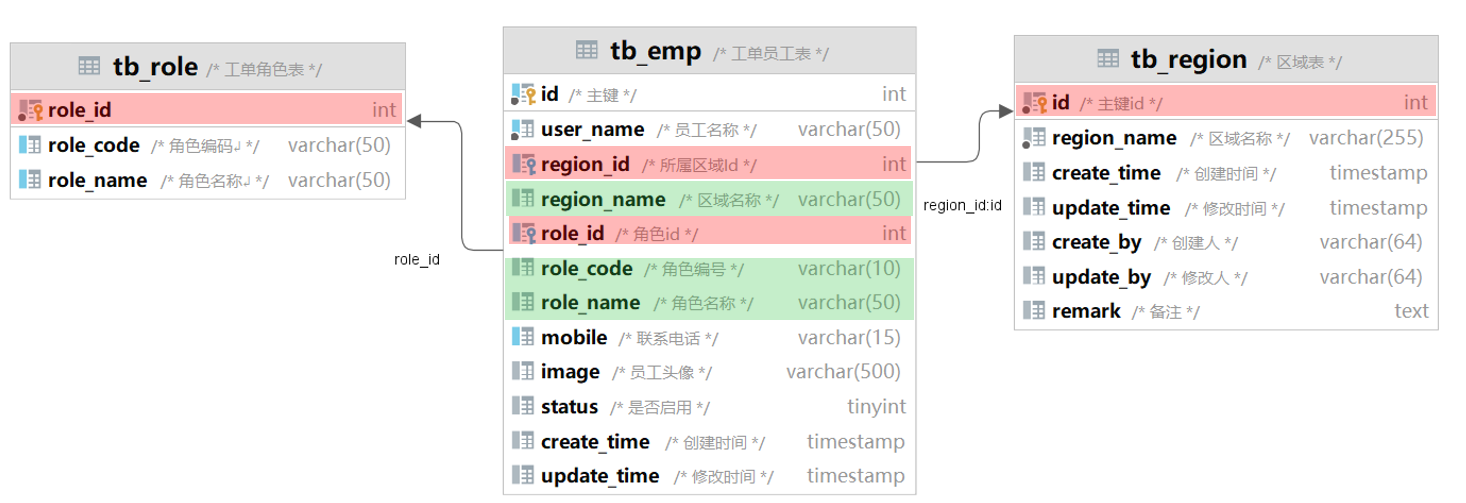 tb_role /* 工单角色表 */
role_id int
role_code /* 角色编码↲ */ varchar(50)
role_name /* 角色名称↲ */ varchar(50)
role_id
tb_emp /* 工单员工表 */
id /* 主键 */ int
user_name /* 员工名称 */ varchar(50)
region_id /* 所属区域Id */ int
region_name /* 区域名称 */ varchar(50)
role_id /* 角色id */ int
role_code /* 角色编号 */ varchar(10)
role_name /* 角色名称 */ varchar(50)
mobile /* 联系电话 */ varchar(15)
image /* 员工头像 */ varchar(500)
status /* 是否启用 */ tinyint
create_time /* 创建时间 */ timestamp
update_time /* 修改时间 */ timestamp
region_id:id
tb_region /* 区域表 */
id /* 主键id */ int
region_name /* 区域名称 */ varchar(255)
create_time /* 创建时间 */ timestamp
update_time /* 修改时间 */ timestamp
create_by /* 创建人 */ varchar(64)
update_by /* 修改人 */ varchar(64)
remark /* 备注 */ text